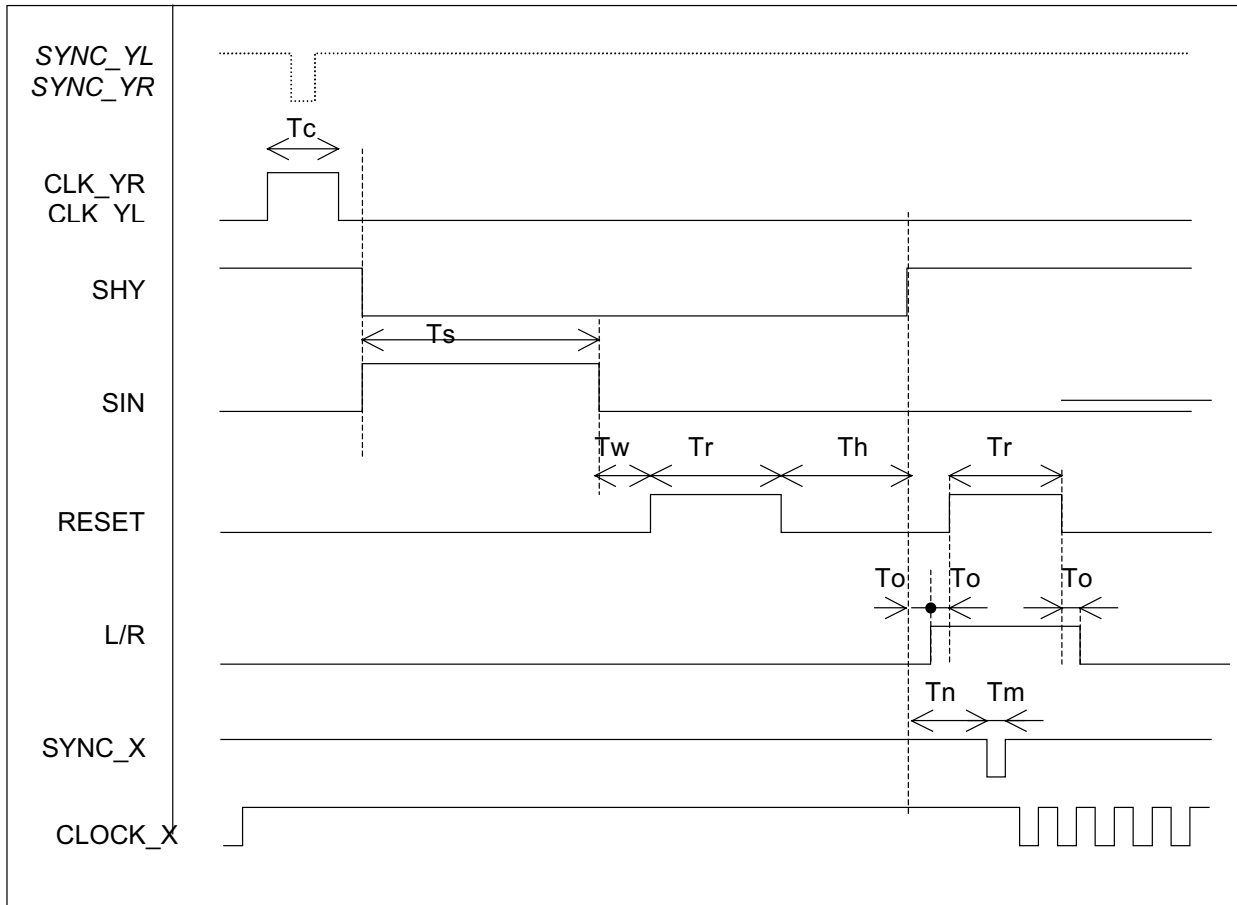 SYNC_YL
SYNC_YR
Tc
CLK_YR
CLK_YL
SHY
Ts
SIN
Tw Tr Th Tr
RESET
To To To
L/R
Tn Tm
SYNC_X
CLOCK_X